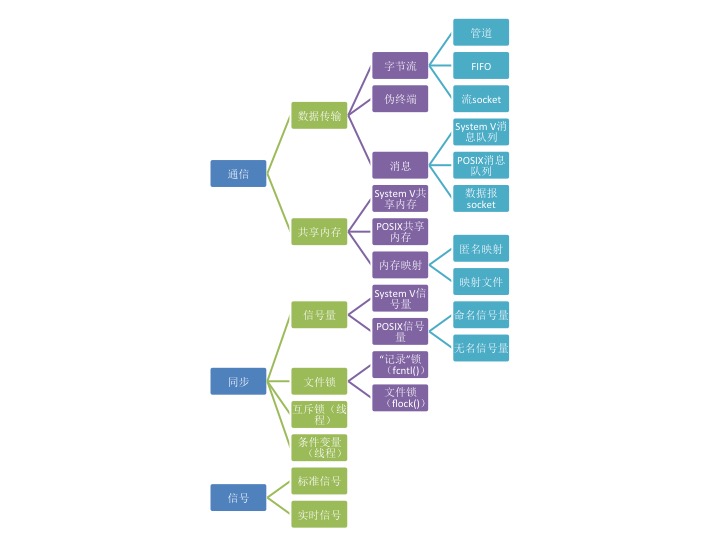 通信
数据传输
字节流
管道
FIFO
流socket
伪终端
消息
System V消
息队列
POSIX消息
队列
数据报
socket
共享内存
System V共
享内存
POSIX共享
内存
内存映射
匿名映射
映射文件
同步
信号量
System V信
号量
POSIX信号
量
命名信号量
无名信号量
文件锁
“记录”锁
（fcntl()）
文件锁
（flock()）
互斥锁（线
程）
条件变量
（线程）
信号
标准信号
实时信号